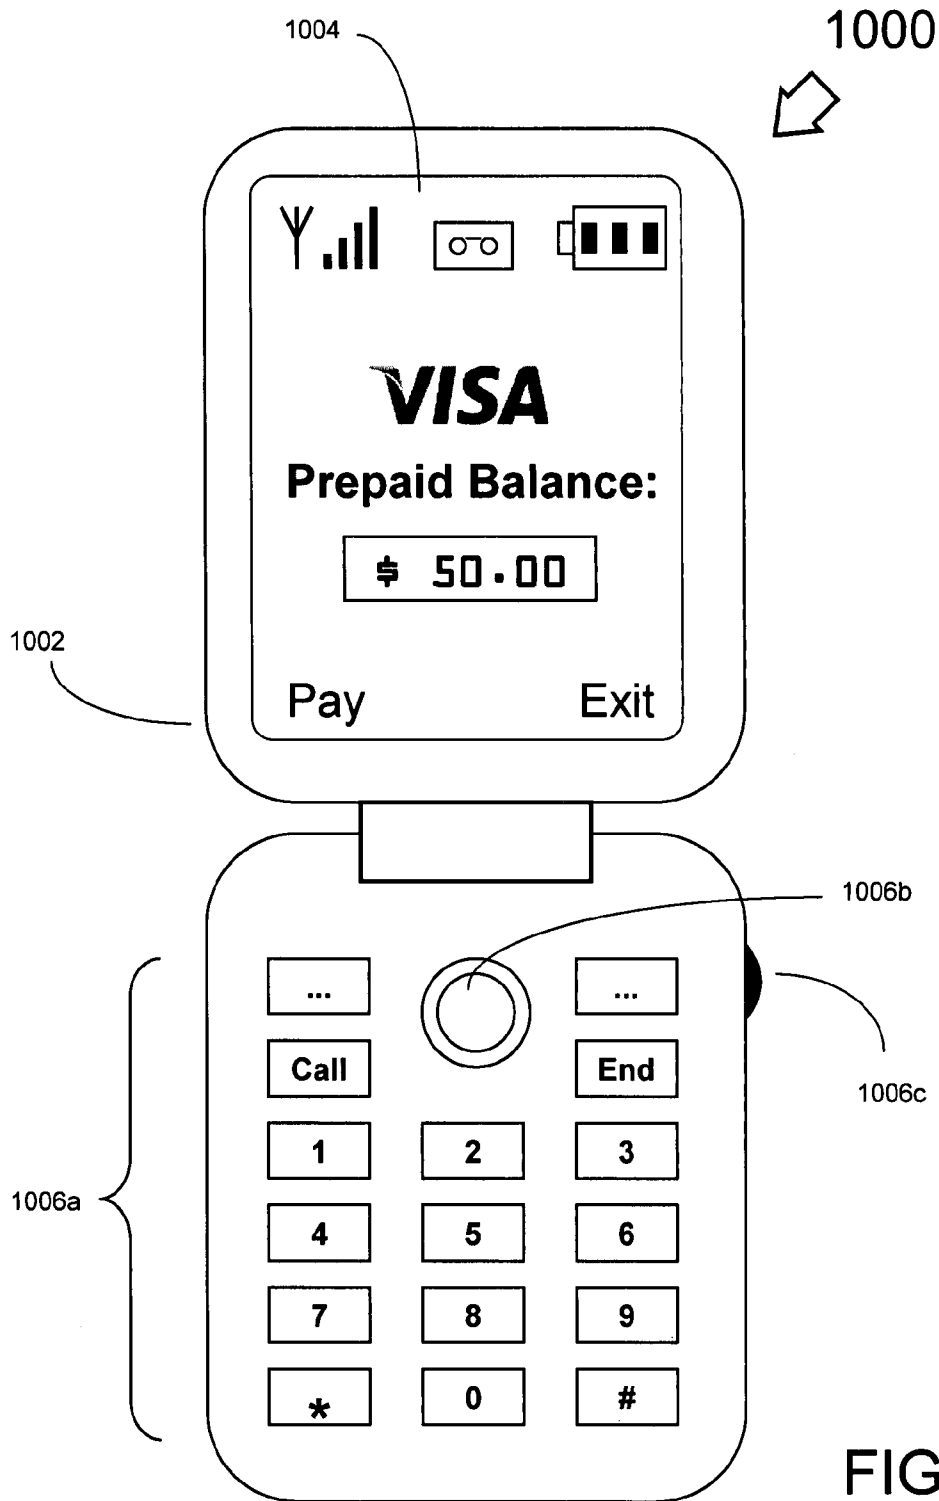 1004
1000
VISA
Prepaid Balance:
$ 50.00
1002
Pay Exit
1006b
... ...
Call End
1006c
1 2 3
1006a
4 5 6
7 8 9
* 0 #
FIG